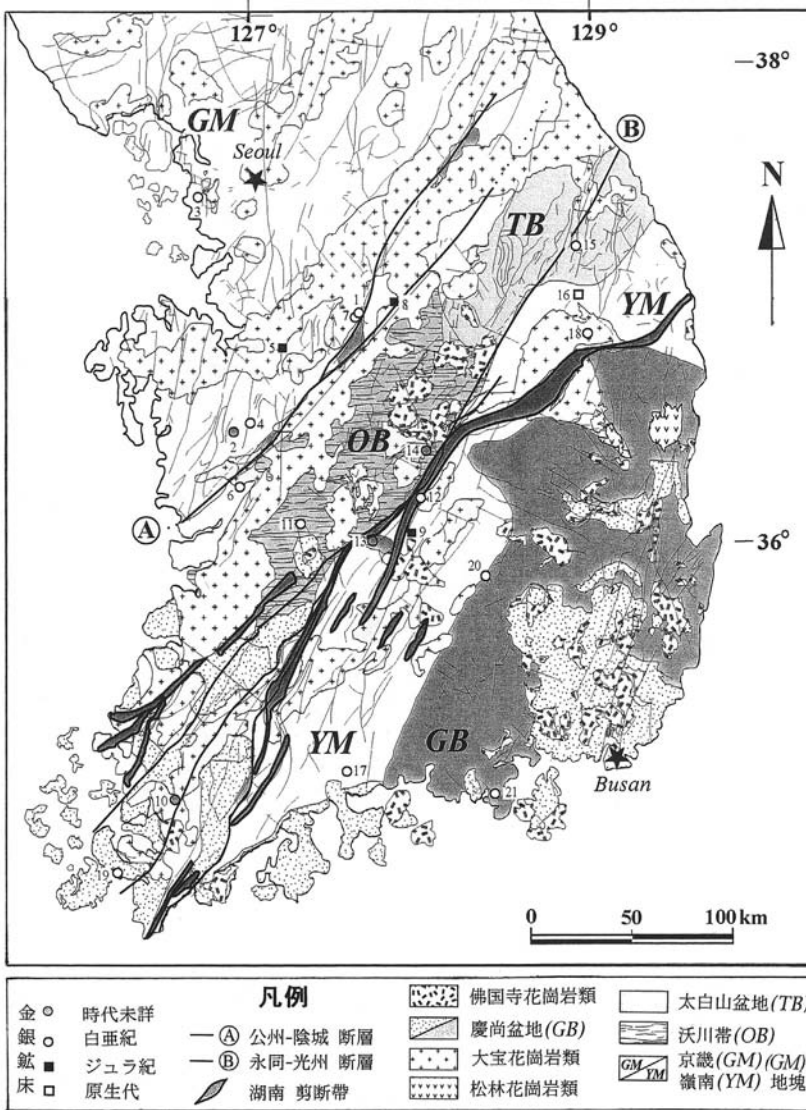 127°
129°
38°
GM
Seoul
B
N
3
TB
15
YM
16
1
7
8
18
5
4
2
OB
14
6
12
A
11
13
9
36°
20
YM
GB
17
21
Busan
10
19
0 50 100 km
凡例
金 銀 鉱 床
時代未詳
白亜紀
ジュラ紀
原生代
A 公州-陰城 断層
B 永同-光州 断層
湖南 剪断帯
佛国寺花崗岩類
慶尚盆地(GB)
大宝花崗岩類
松林花崗岩類
太白山盆地(TB)
沃川帯(OB)
GM YM 京畿(GM) (GM)
嶺南(YM) 地塊